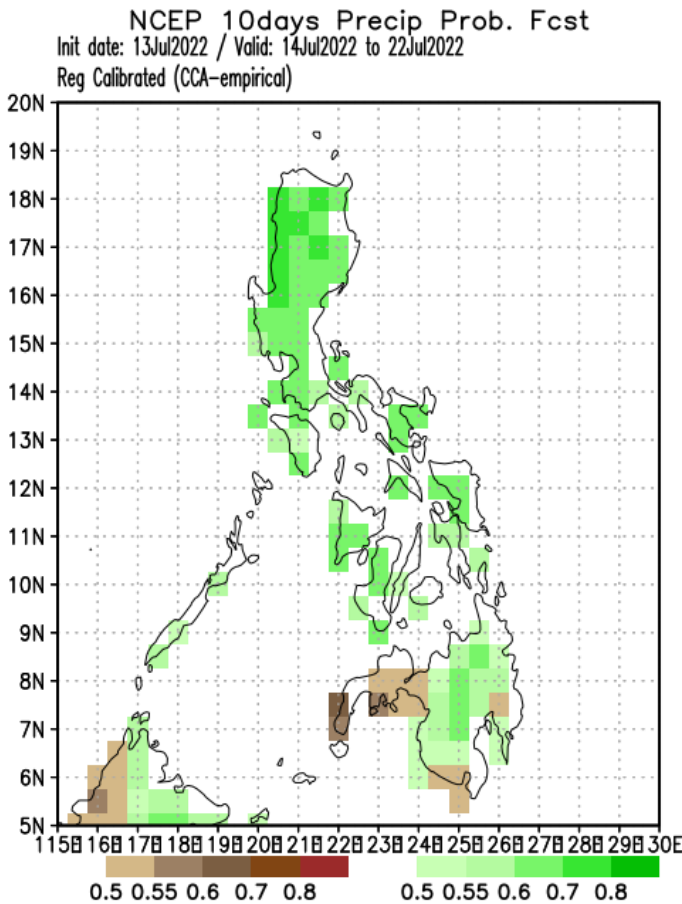 NCEP 10days Precip Prob. Fcst
Init date: 13Jul2022 / Valid: 14Jul2022 to 22Jul2022
Reg Calibrated (CCA-empirical)
20N
19N
18N
17N
16N
15N
14N
13N
12N
11N
10N
9N
8N
7N
6N
5N
115E 116E 117E 118E 119E 120E 121E 122E 123E 124E 125E 126E 127E 128E 129E 130E
0.5 0.55 0.6 0.7 0.8 0.5 0.55 0.6 0.7 0.8